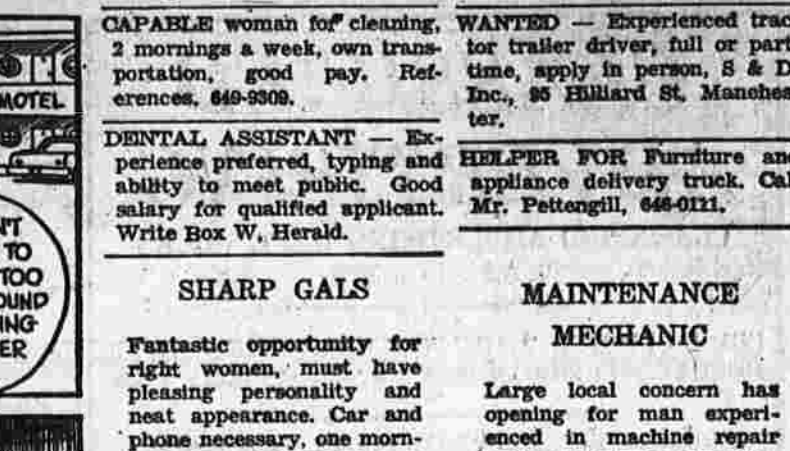 MOTEL
TO
TOO
ER
CAPABLE woman for cleaning,
2 mornings a week, own trans-
portation, good pay. Ref-
erences. 649-9309.
DENTAL ASSISTANT — Ex-
perience preferred, typing and
ability to meet public. Good
salary for qualified applicant.
Write Box W, Herald.
SHARP GALS
Fantastic opportunity for
right women, must have
pleasing personality and
neat appearance. Car and
phone necessary, one morn-
WANTED — Experienced trac
tor trailer driver, full or part
time, apply in person, S & D
Inc., 95 Hilliard St. Manches
ter.
HELPER FOR Furniture and
appliance delivery truck. Cal
Mr. Pettengill, 646-0111.
MAINTENANCE
MECHANIC
Large local concern has
opening for man experi-
enced in machine repair